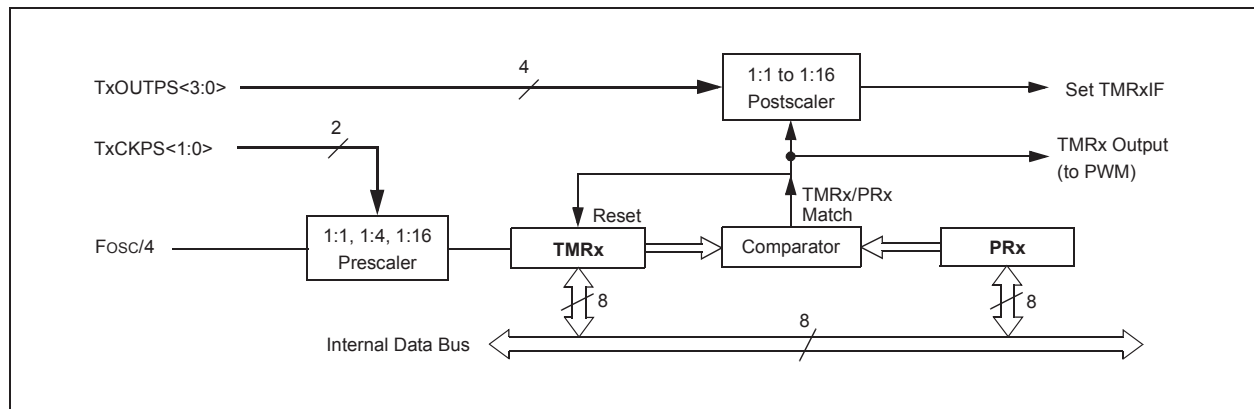 TxOUTPS<3:0>
4
1:1 to 1:16
Postscaler
Set TMRxIF
TxCKPS<1:0>
2
TMRx Output
(to PWM)
TMRx/PRx
Match
Reset
FOSC/4
1:1, 1:4, 1:16
Prescaler
TMRx
Comparator
PRx
8
8
8
Internal Data Bus